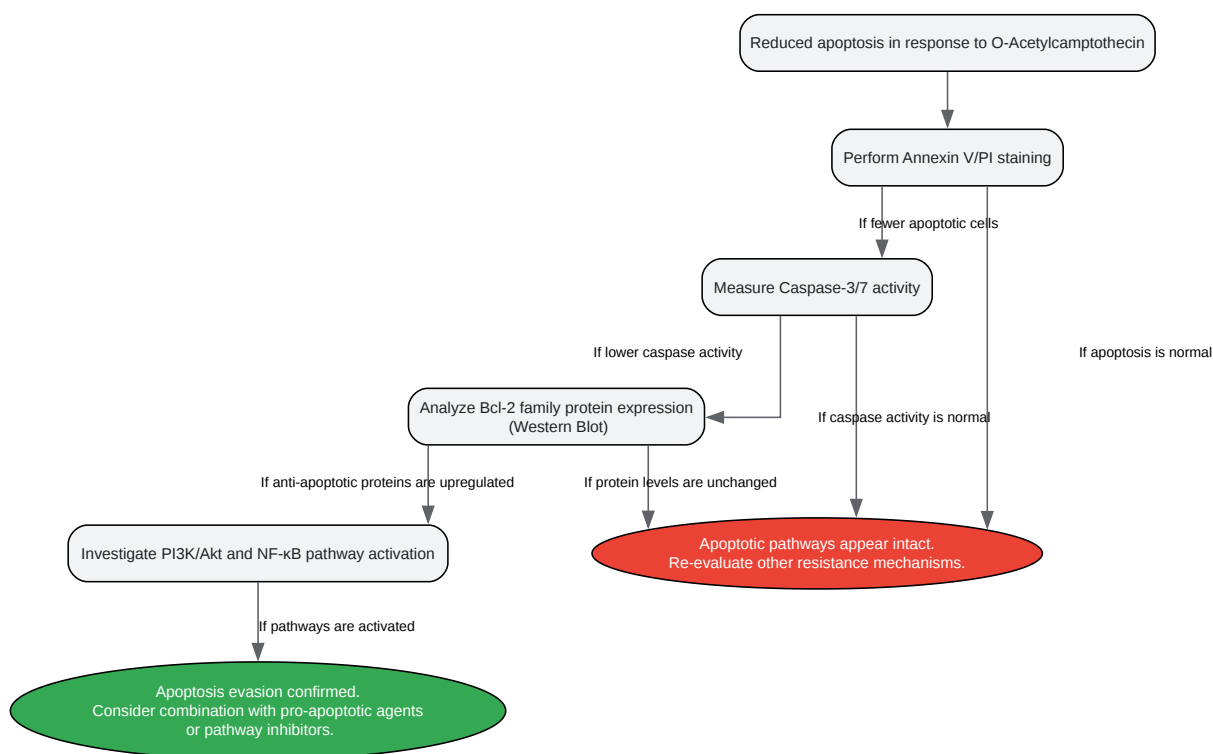 Reduced apoptosis in response to O-Acetylcamptothecin
Perform Annexin V/PI staining
If fewer apoptotic cells
Measure Caspase-3/7 activity
If lower caspase activity
If apoptosis is normal
Analyze Bcl-2 family protein expression
(Western Blot)
If caspase activity is normal
If anti-apoptotic proteins are upregulated
If protein levels are unchanged
Investigate PI3K/Akt and NF-κB pathway activation
Apoptotic pathways appear intact.
Re-evaluate other resistance mechanisms.
If pathways are activated
Apoptosis evasion confirmed.
Consider combination with pro-apoptotic agents
or pathway inhibitors.